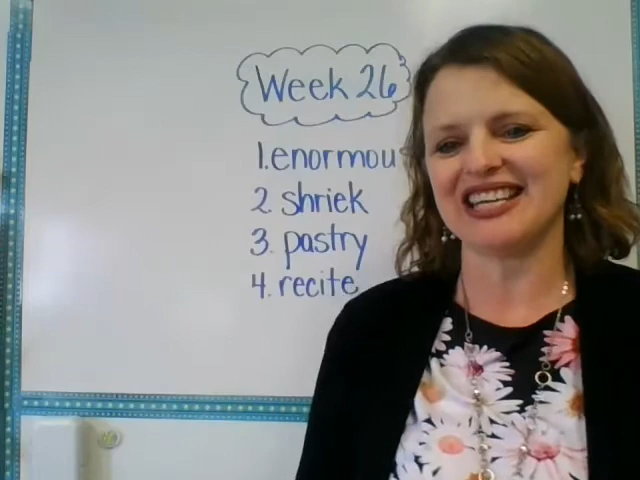 Week 26
1. enormou
2. shriek
3. pastry
4. recite